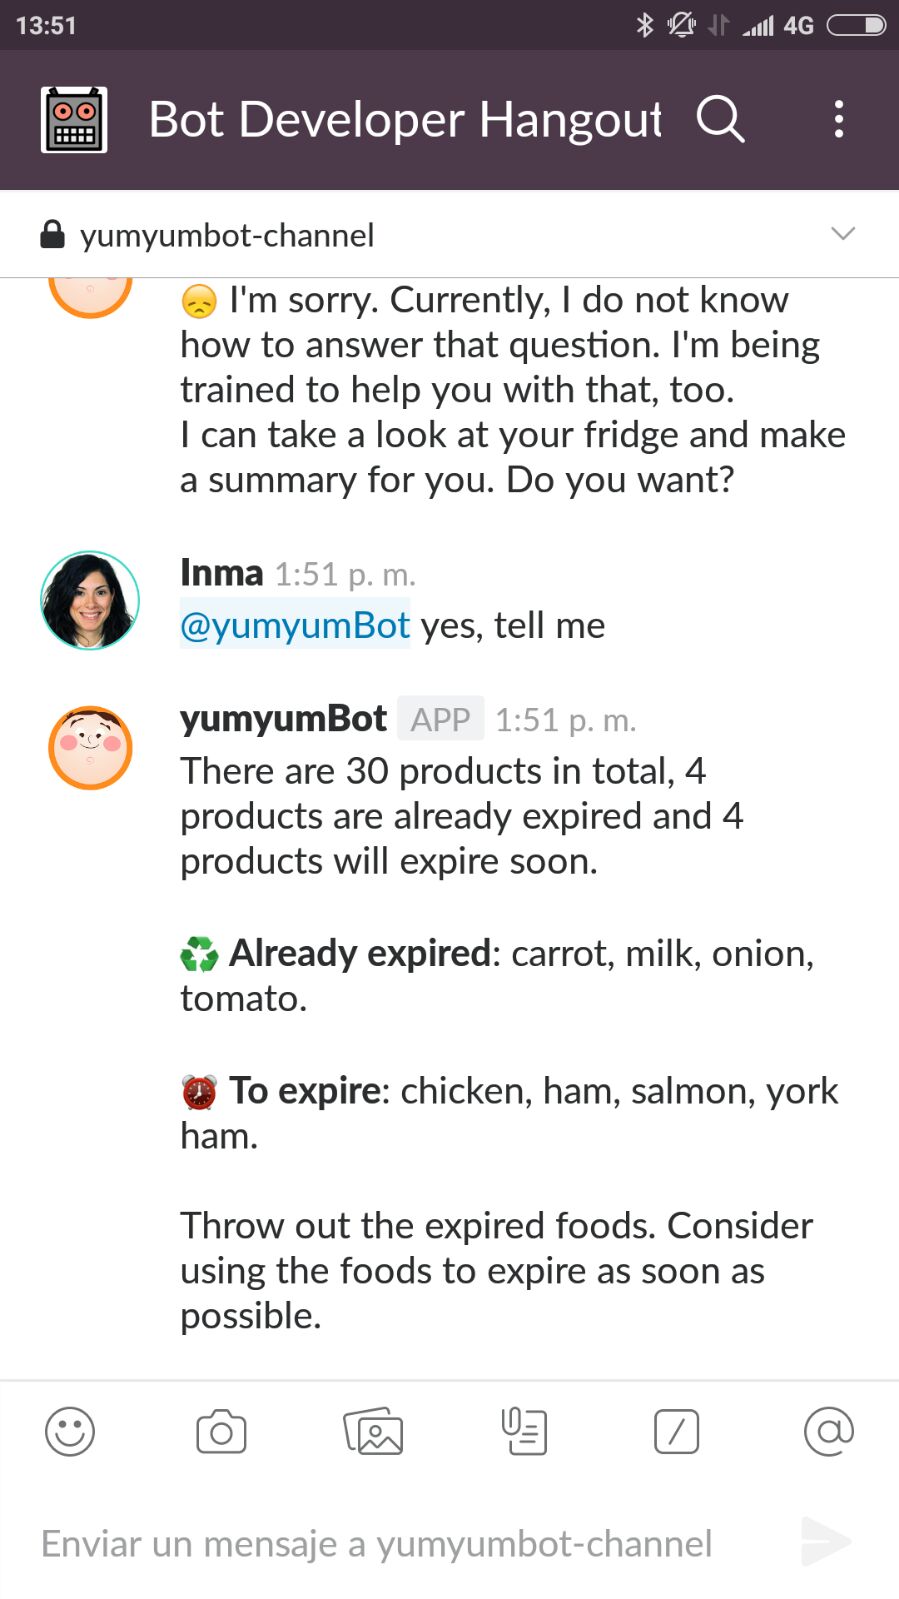 13:51
4G
Bot Developer Hangout
yumyumbot-channel
I'm sorry. Currently, I do not know
how to answer that question. I'm being
trained to help you with that, too.
I can take a look at your fridge and make
a summary for you. Do you want?
Inma 1:51 p. m.
@yumyumBot yes, tell me
yumyumBot APP 1:51 p. m.
There are 30 products in total, 4
products are already expired and 4
products will expire soon.
Already expired: carrot, milk, onion,
tomato.
To expire: chicken, ham, salmon, york
ham.
Throw out the expired foods. Consider
using the foods to expire as soon as
possible.
Enviar un mensaje a yumyumbot-channel